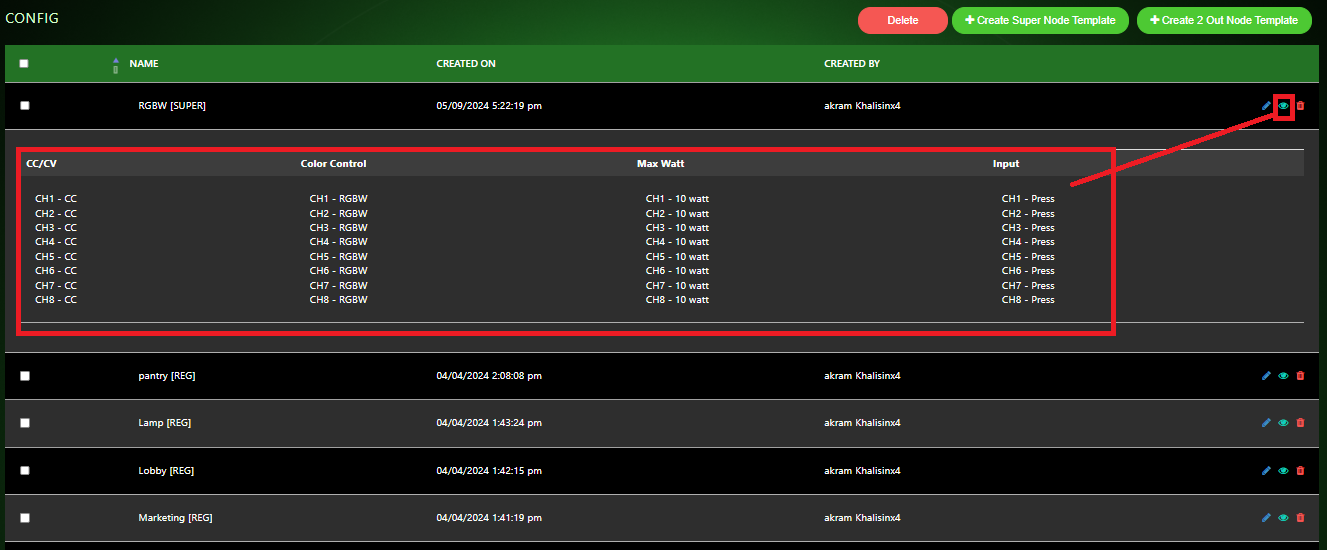 CONFIG
Delete
Create Super Node Template
Create 2 Out Node Template
NAME CREATED ON CREATED BY
RGBW [SUPER] 05/09/2024 5:22:19 pm akram Khalisinx4
CC/CV Color Control Max Watt Input
CH1 - CC CH1 - RGBW CH1 - 10 watt CH1 - Press
CH2 - CC CH2 - RGBW CH2 - 10 watt CH2 - Press
CH3 - CC CH3 - RGBW CH3 - 10 watt CH3 - Press
CH4 - CC CH4 - RGBW CH4 - 10 watt CH4 - Press
CH5 - CC CH5 - RGBW CH5 - 10 watt CH5 - Press
CH6 - CC CH6 - RGBW CH6 - 10 watt CH6 - Press
CH7 - CC CH7 - RGBW CH7 - 10 watt CH7 - Press
CH8 - CC CH8 - RGBW CH8 - 10 watt CH8 - Press
pantry [REG] 04/04/2024 2:08:08 pm akram Khalisinx4
Lamp [REG] 04/04/2024 1:43:24 pm akram Khalisinx4
Lobby [REG] 04/04/2024 1:42:15 pm akram Khalisinx4
Marketing [REG] 04/04/2024 1:41:19 pm akram Khalisinx4